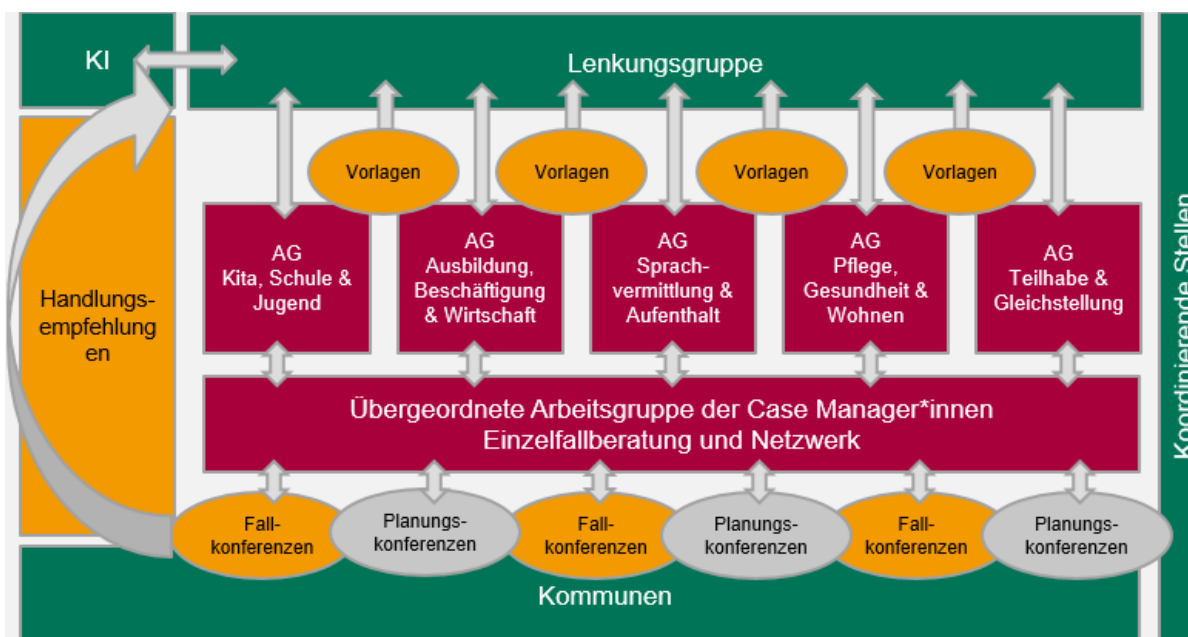 KI
Lenkungsgruppe
Vorlagen
Vorlagen
Vorlagen
Vorlagen
AG
Kita, Schule &
Jugend
AG
Ausbildung,
Beschäftigung
& Wirtschaft
AG
Sprach-
vermittlung &
Aufenthalt
AG
Pflege,
Gesundheit &
Wohnen
AG
Teilhabe &
Gleichstellung
Handlungs-
empfehlung
en
Übergeordnete Arbeitsgruppe der Case Manager*innen
Einzelfallberatung und Netzwerk
Fall-
konferenzen
Planungs-
konferenzen
Fall-
konferenzen
Planungs-
konferenzen
Fall-
konferenzen
Planungs-
konferenzen
Kommunen
Koordinierende Stellen